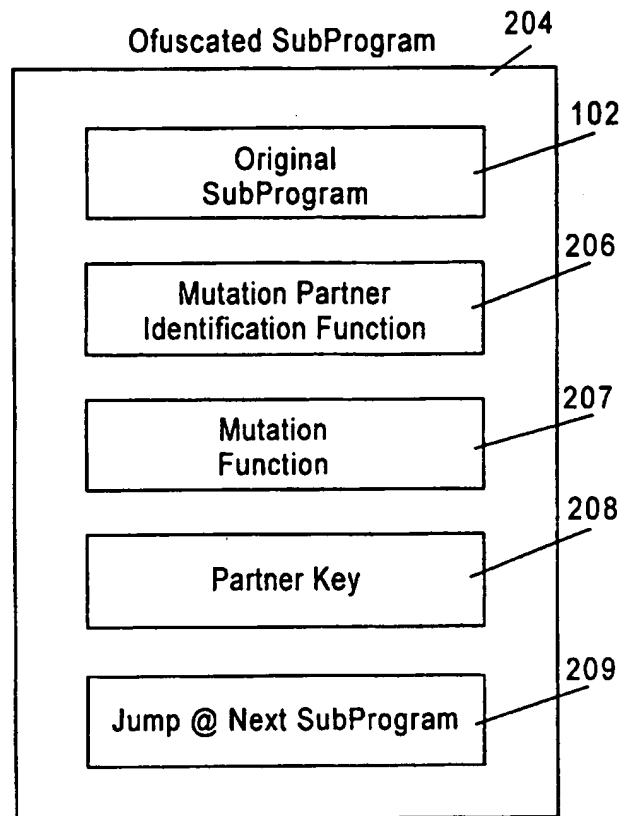 204
Ofuscated SubProgram
102
Original
SubProgram
206
Mutation Partner
Identification Function
207
Mutation
Function
208
Partner Key
209
Jump @ Next SubProgram